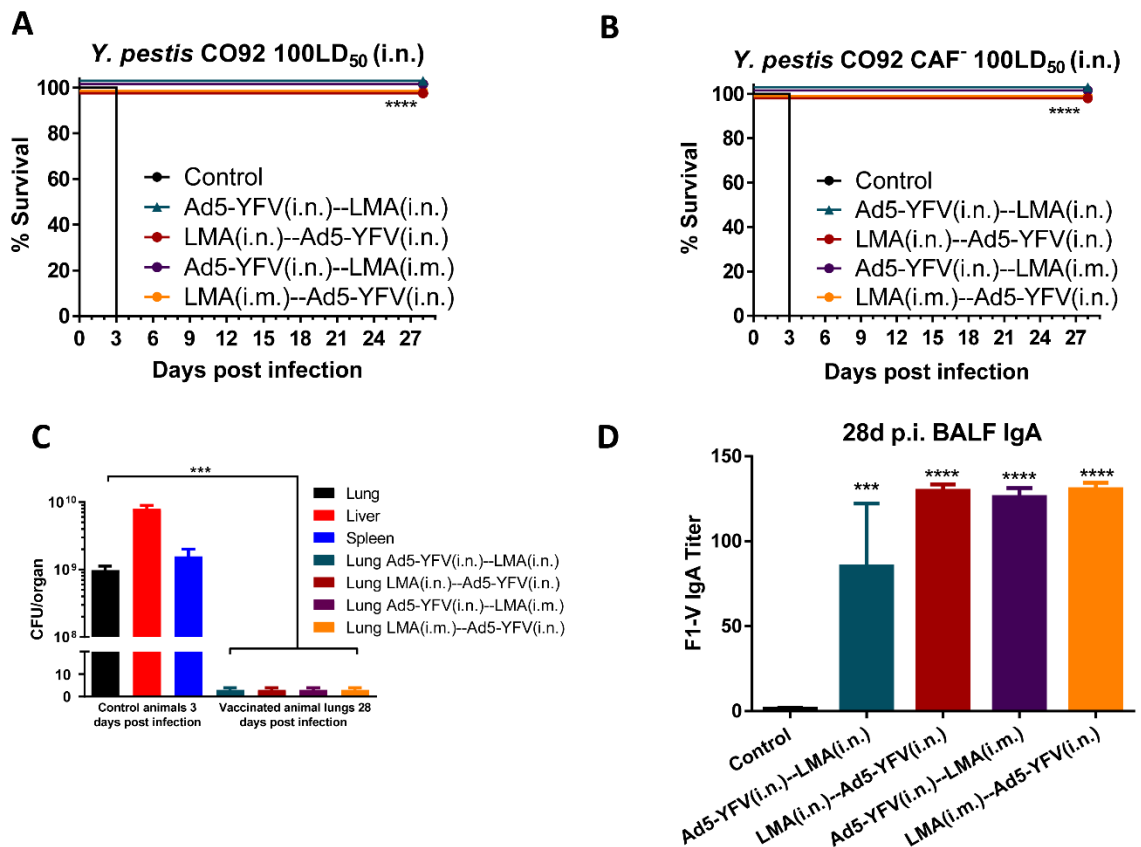 A
Y. pestis CO92 100LD50 (i.n.)
100
80
60
40
20
0
% Survival
****
Control
Ad5-YFV(i.n.)--LMA(i.n.)
LMA(i.n.)--Ad5-YFV(i.n.)
Ad5-YFV(i.n.)--LMA(i.m.)
LMA(i.m.)--Ad5-YFV(i.n.)
0 3 6 9 12 15 18 21 24 27
Days post infection
B
Y. pestis CO92 CAF- 100LD50 (i.n.)
100
80
60
40
20
0
% Survival
****
Control
Ad5-YFV(i.n.)--LMA(i.n.)
LMA(i.n.)--Ad5-YFV(i.n.)
Ad5-YFV(i.n.)--LMA(i.m.)
LMA(i.m.)--Ad5-YFV(i.n.)
0 3 6 9 12 15 18 21 24 27
Days post infection
C
***
10^10
10^9
10^8
10
0
CFU/organ
Lung
Liver
Spleen
Lung Ad5-YFV(i.n.)--LMA(i.n.)
Lung LMA(i.n.)--Ad5-YFV(i.n.)
Lung Ad5-YFV(i.n.)--LMA(i.m.)
Lung LMA(i.m.)--Ad5-YFV(i.n.)
Control animals 3
days post infection
Vaccinated animal lungs 28
days post infection
D
28d p.i. BALF IgA
150
100
50
0
F1-V IgA Titer
*** **** **** ****
Control
Ad5-YFV(i.n.)--LMA(i.n.)
LMA(i.n.)--Ad5-YFV(i.n.)
Ad5-YFV(i.n.)--LMA(i.m.)
LMA(i.m.)--Ad5-YFV(i.n.)